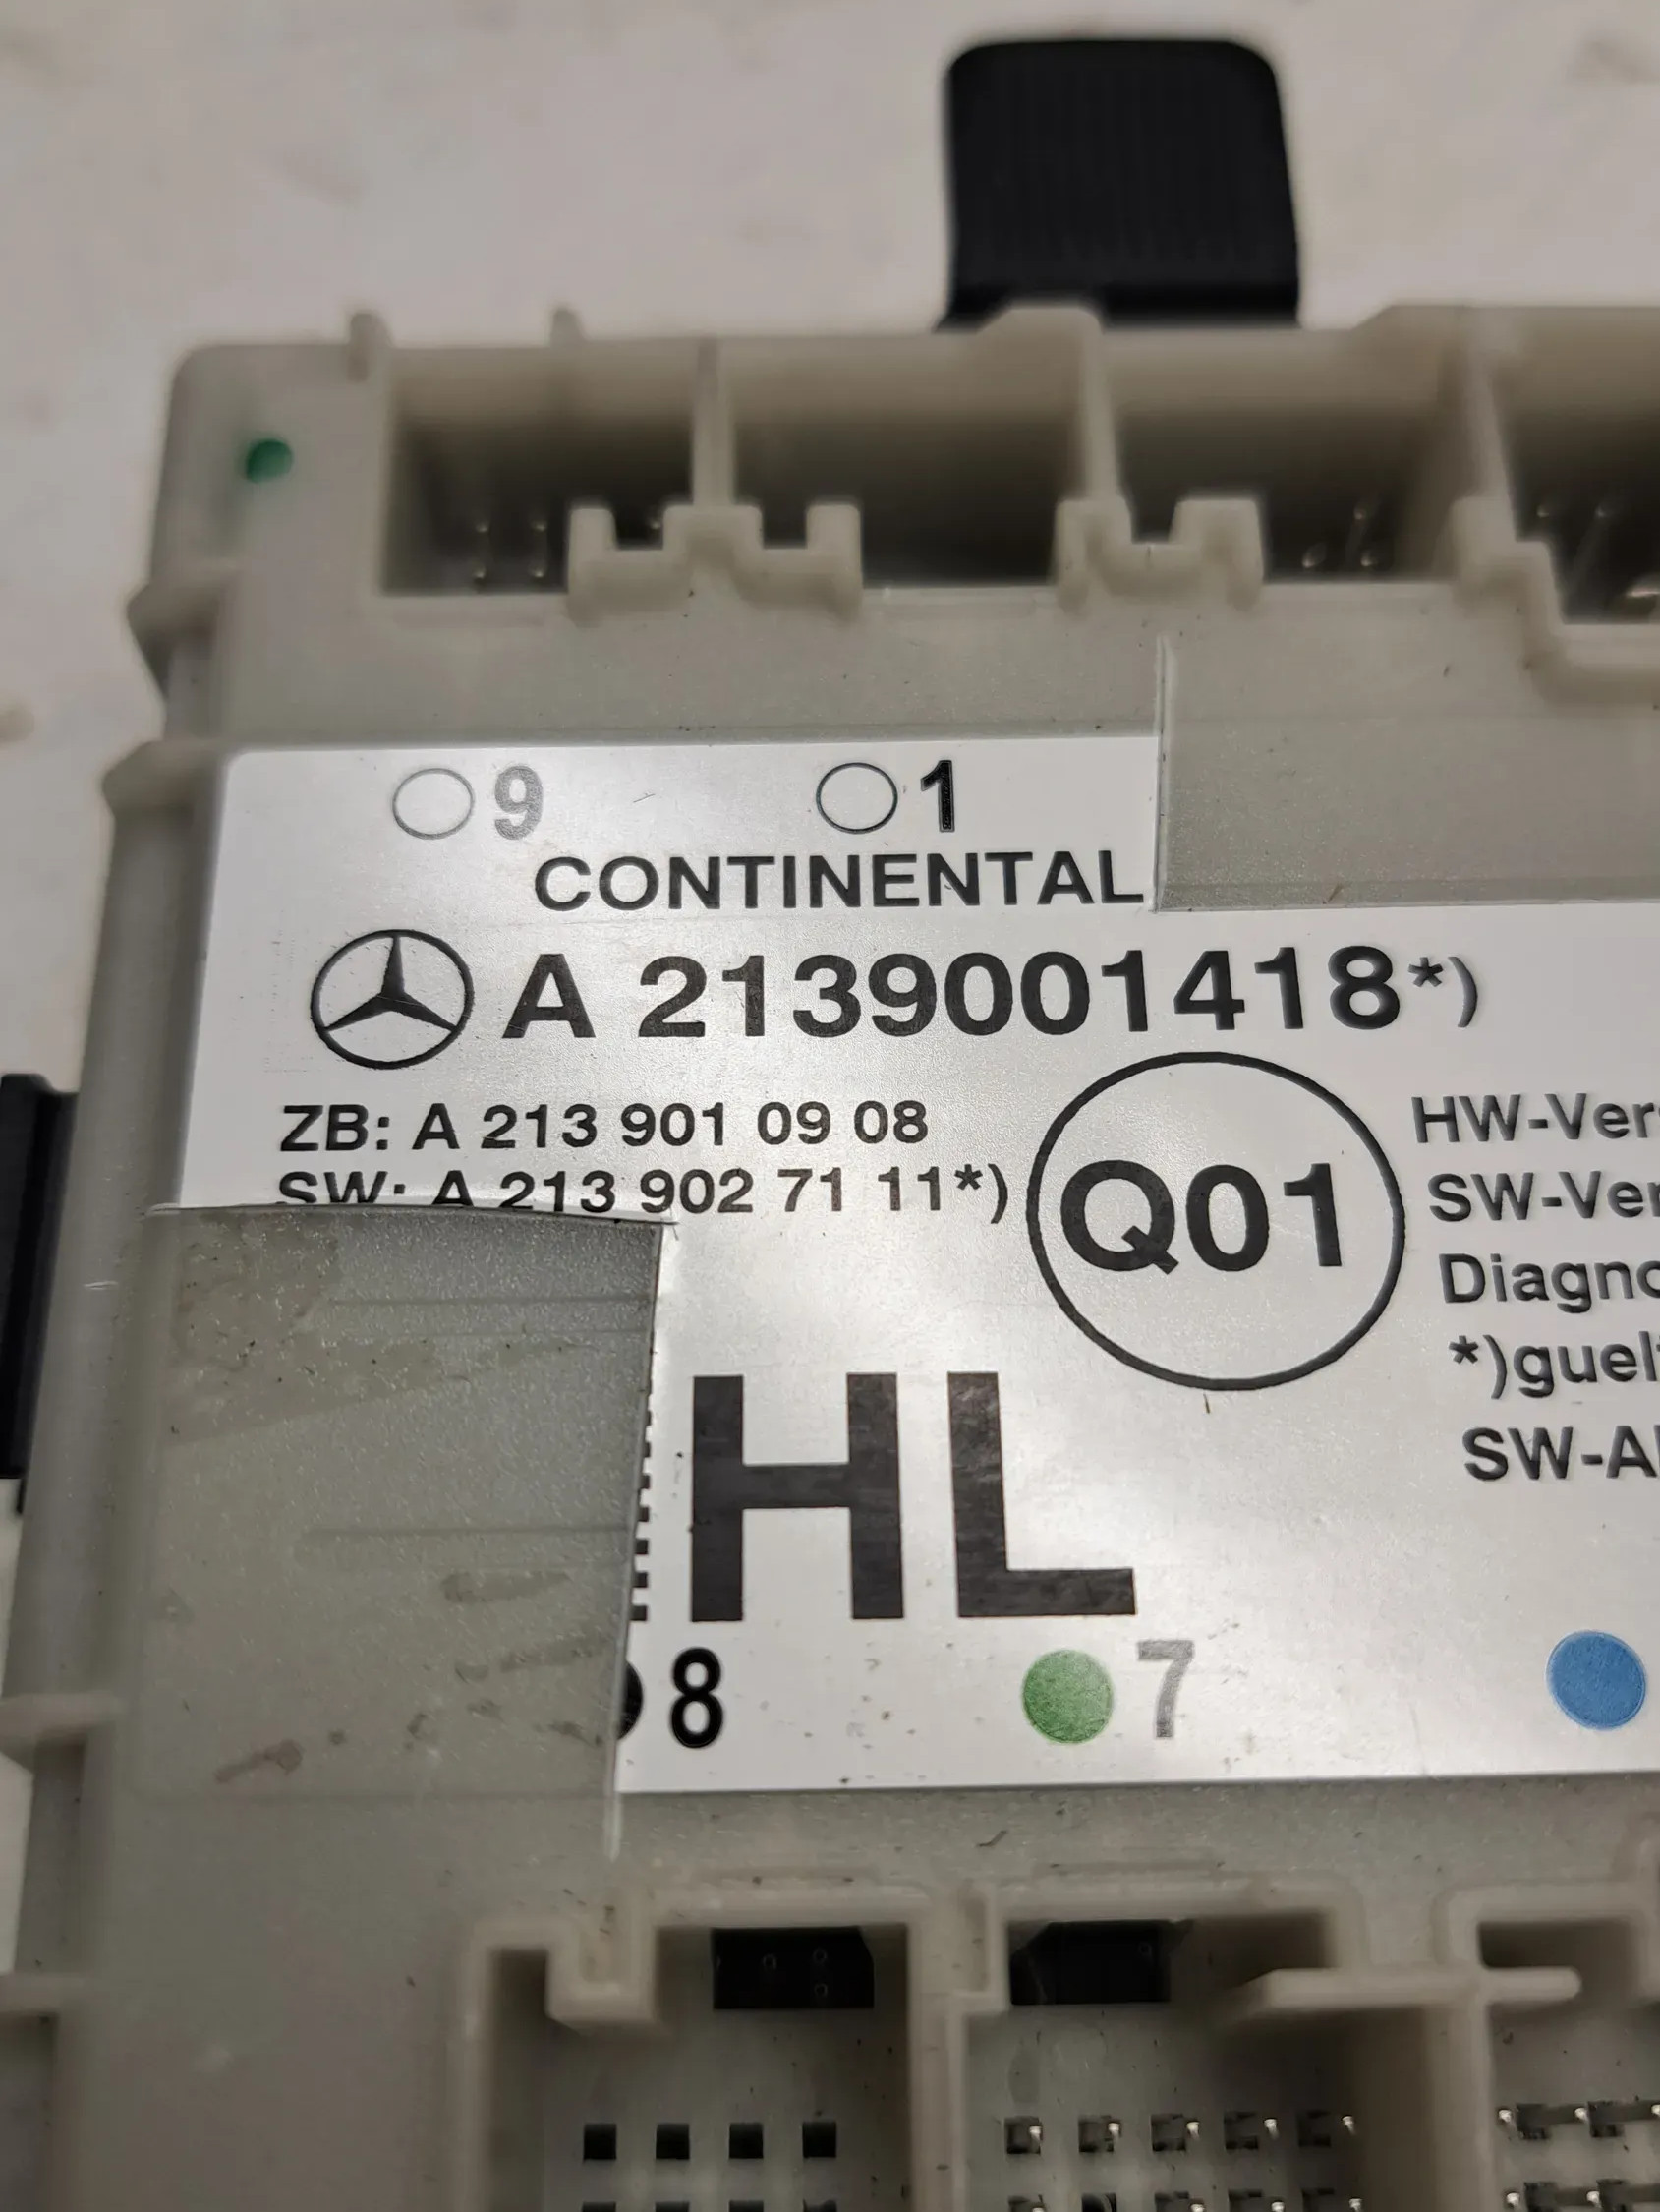 9 1
CONTINENTAL
A 2139001418*)
ZB: A 213 901 09 08
SW: A 213 902 71 11*)
Q01
HW-Vers
SW-Ver
Diagno
*)guel
SW-A
HL
8 7